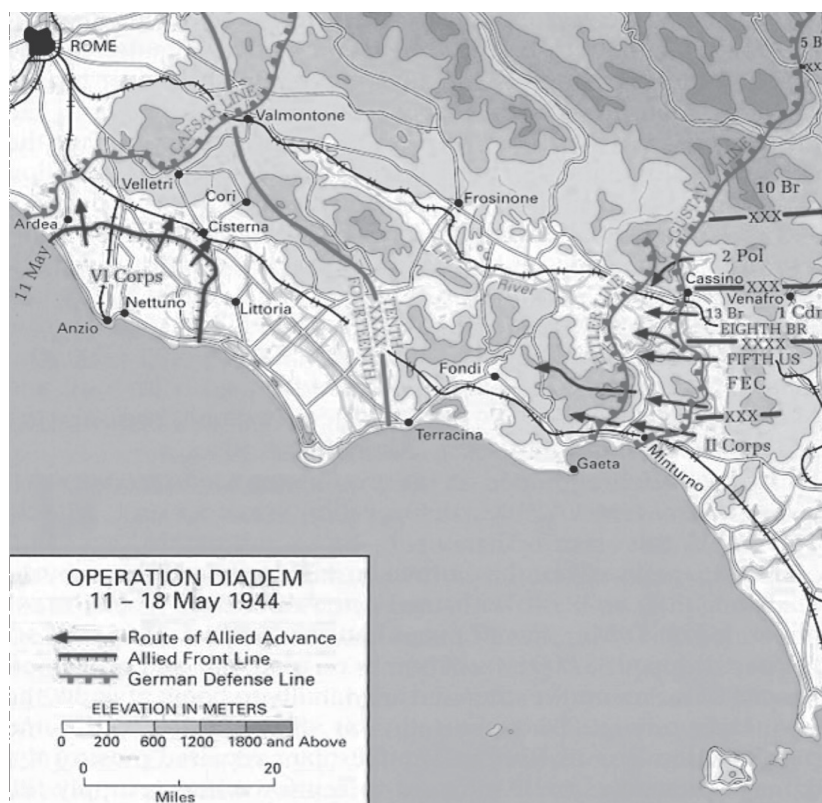 ROME
5 B
XX
CAESAR LINE
Valmontone
GUSTAV LINE
Velletri
10 Br
Cori
Frosinone
XXX
Ardea
Cisterna
11 May
2 Pol
VI Corps
Liri
River
Cassino
XXX
Venafro
Nettuno
Littoria
13 Br
1 Cdn
Anzio
HITLER LINE
EIGHTH BR
FOURTEENTH
XXXX
TENTH
XXXX
FIFTH US
Fondi
FEC
XXX
Terracina
II Corps
Gaeta
Minturno
OPERATION DIADEM
11 - 18 May 1944
Route of Allied Advance
Allied Front Line
German Defense Line
ELEVATION IN METERS
0 200 600 1200 1800 and Above
0 20
Miles